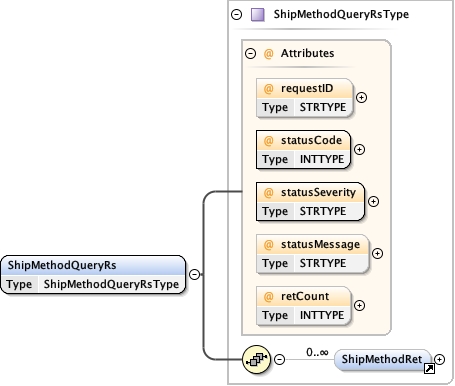 ShipMethodQueryRsType
@ Attributes
@ requestID
Type STRTYPE
@ statusCode
Type INTTYPE
@ statusSeverity
Type STRTYPE
@ statusMessage
Type STRTYPE
@ retCount
Type INTTYPE
ShipMethodQueryRs
Type ShipMethodQueryRsType
0..∞
ShipMethodRet